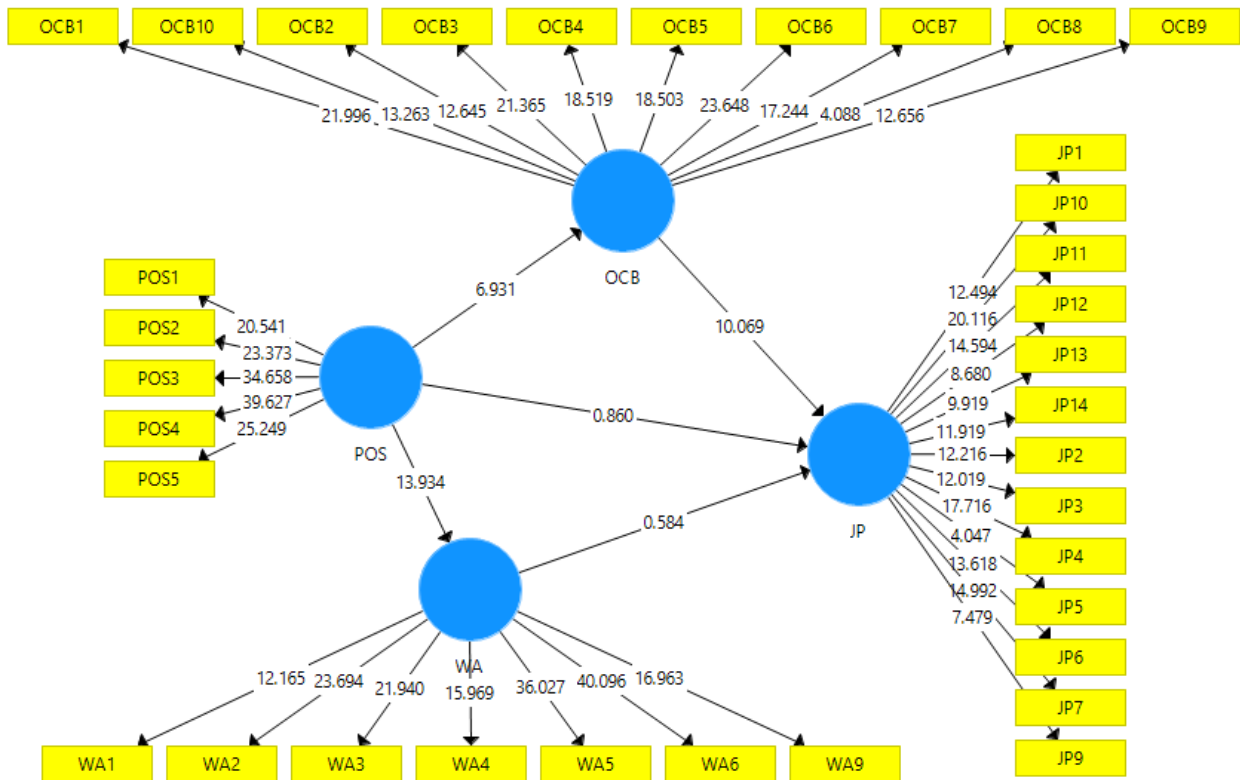 OCB1 OCB10 OCB2 OCB3 OCB4 OCB5 OCB6 OCB7 OCB8 OCB9
21.996 13.263 12.645 21.365 18.519 18.503 23.648 17.244 4.088 12.656
OCB
6.931
10.069
POS1
POS2
POS3
POS4
POS5
20.541
23.373
34.658
39.627
25.249
POS
0.860
13.934
0.584
JP
12.494
20.116
14.594
8.680
9.919
11.919
12.216
12.019
17.716
4.047
13.618
14.992
7.479
JP1
JP10
JP11
JP12
JP13
JP14
JP2
JP3
JP4
JP5
JP6
JP7
JP9
WA
12.165 23.694 21.940 15.969 36.027 40.096 16.963
WA1 WA2 WA3 WA4 WA5 WA6 WA9